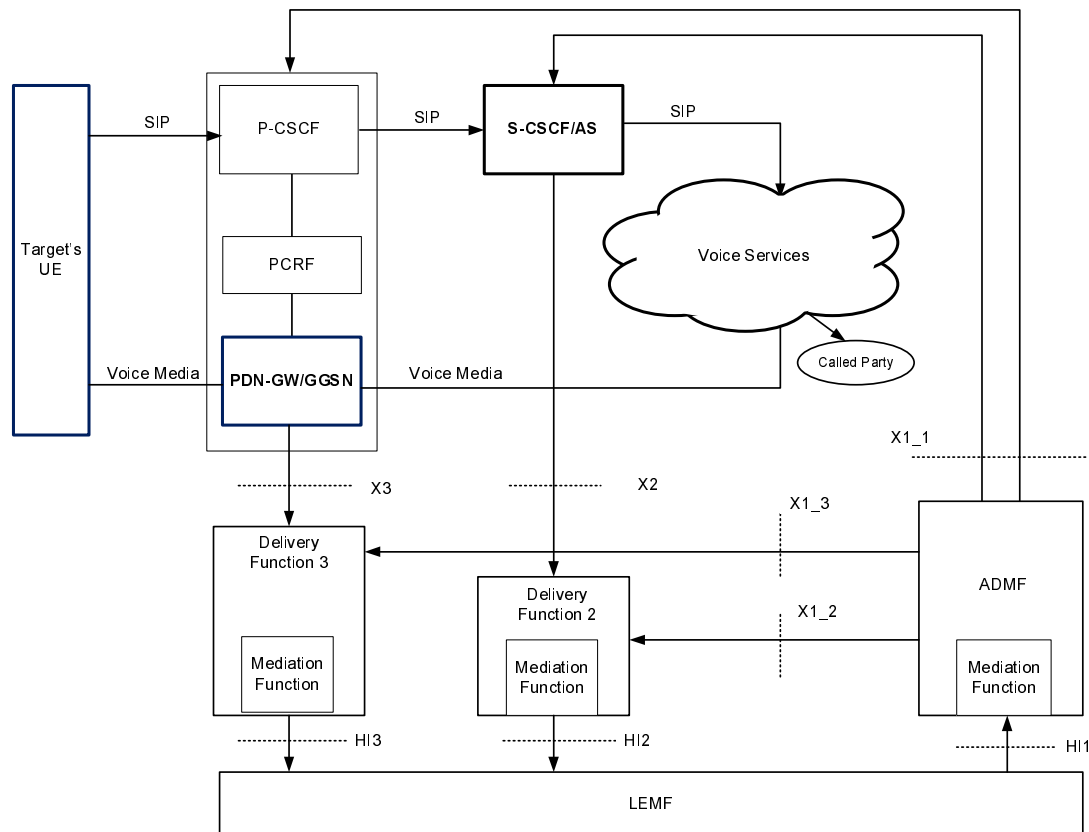 SIP
P-CSCF
SIP
S-CSCF/AS
SIP
Target's
UE
PCRF
Voice Services
Voice Media
PDN-GW/GGSN
Voice Media
Called Party
X1_1
X3
X2
X1_3
Delivery
Function 3
ADMF
Delivery
Function 2
X1_2
Mediation
Function
Mediation
Function
Mediation
Function
HI3
HI2
HI1
LEMF